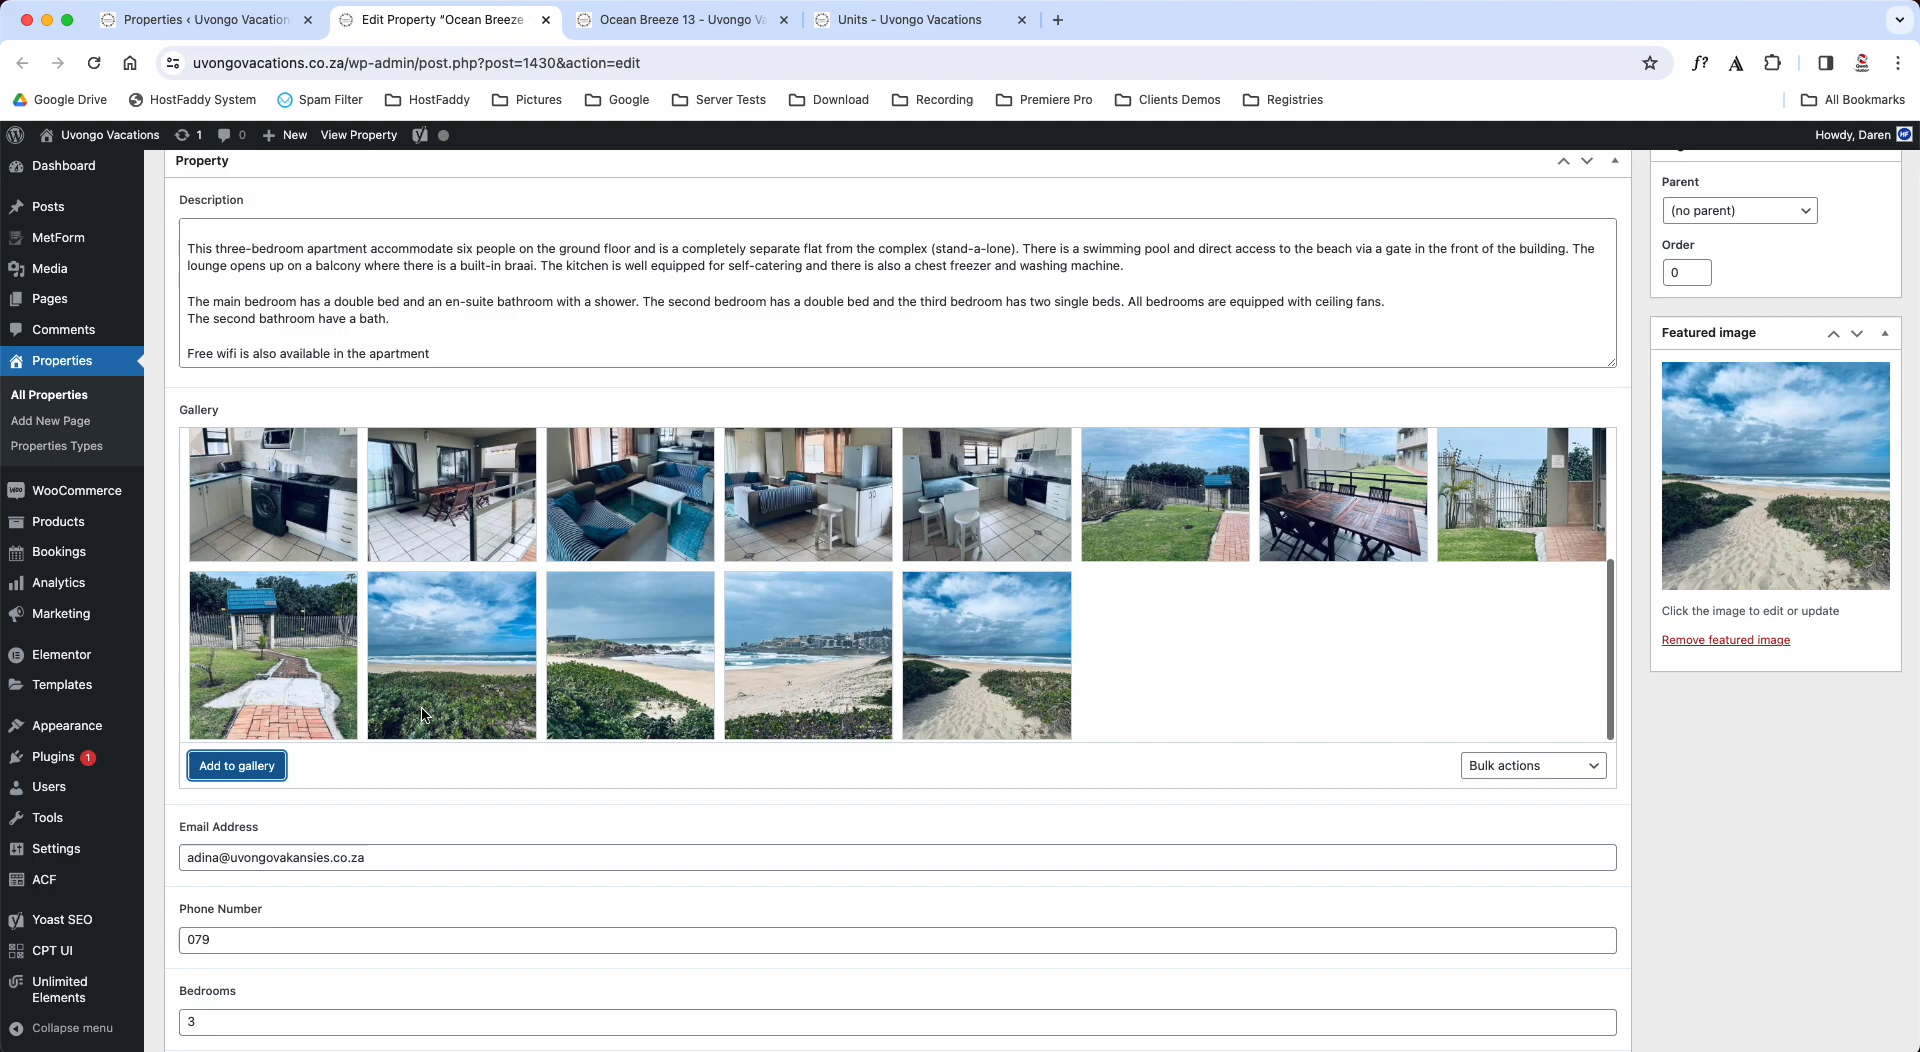 Properties ‹ Uvongo Vacation
Edit Property "Ocean Breeze
Ocean Breeze 13 - Uvongo Va
Units - Uvongo Vacations
uvongovacations.co.za/wp-admin/post.php?post=1430&action=edit
Google Drive
HostFaddy System
Spam Filter
HostFaddy
Pictures
Google
Server Tests
Download
Recording
Premiere Pro
Clients Demos
Registries
All Bookmarks
Uvongo Vacations
1
0
New
View Property
Howdy, Daren
Dashboard
Posts
MetForm
Media
Pages
Comments
Properties
All Properties
Add New Page
Properties Types
WooCommerce
Products
Bookings
Analytics
Marketing
Elementor
Templates
Appearance
Plugins 1
Users
Tools
Settings
ACF
Yoast SEO
CPT UI
Unlimited
Elements
Collapse menu
Property
Description
This three-bedroom apartment accommodate six people on the ground floor and is a completely separate flat from the complex (stand-a-lone). There is a swimming pool and direct access to the beach via a gate in the front of the building. The
lounge opens up on a balcony where there is a built-in braai. The kitchen is well equipped for self-catering and there is also a chest freezer and washing machine.
The main bedroom has a double bed and an en-suite bathroom with a shower. The second bedroom has a double bed and the third bedroom has two single beds. All bedrooms are equipped with ceiling fans.
The second bathroom have a bath.
Free wifi is also available in the apartment
Gallery
Add to gallery
Bulk actions
Email Address
adina@uvongovakansies.co.za
Phone Number
079
Bedrooms
3
Parent
(no parent)
Order
0
Featured image
Click the image to edit or update
Remove featured image